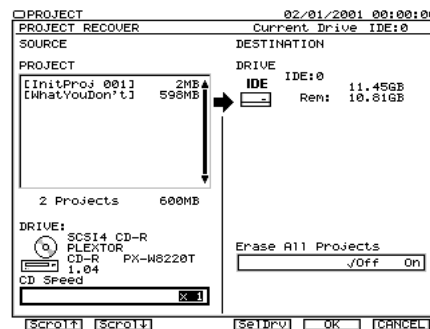 PROJECT 02/01/2001 00:00:00
PROJECT RECOVER Current Drive IDE:0
SOURCE
PROJECT
[InitProj 001] 2MB
[WhatYouDon't] 598MB
2 Projects 600MB
DRIVE:
SCSI4 CD-R
PLEXTOR
CD-R PX-W8220T
1.04
CD Speed
x 1
DESTINATION
DRIVE
IDE IDE:0
11.45GB
Rem: 10.81GB
Erase All Projects
√Off On
[Scrol↑] [Scrol↓] [SelDrv] [ OK ] [CANCEL]